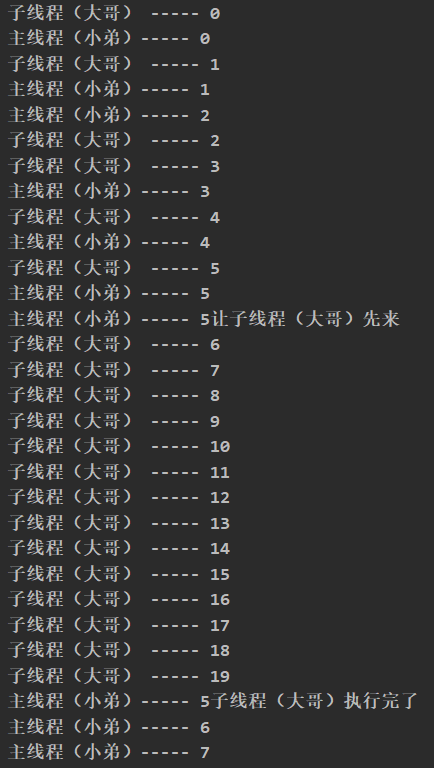 子线程（大哥） ----- 0
主线程（小弟）----- 0
子线程（大哥） ----- 1
主线程（小弟）----- 1
主线程（小弟）----- 2
子线程（大哥） ----- 2
子线程（大哥） ----- 3
主线程（小弟）----- 3
子线程（大哥） ----- 4
主线程（小弟）----- 4
子线程（大哥） ----- 5
主线程（小弟）----- 5
主线程（小弟）----- 5让子线程（大哥）先来
子线程（大哥） ----- 6
子线程（大哥） ----- 7
子线程（大哥） ----- 8
子线程（大哥） ----- 9
子线程（大哥） ----- 10
子线程（大哥） ----- 11
子线程（大哥） ----- 12
子线程（大哥） ----- 13
子线程（大哥） ----- 14
子线程（大哥） ----- 15
子线程（大哥） ----- 16
子线程（大哥） ----- 17
子线程（大哥） ----- 18
子线程（大哥） ----- 19
主线程（小弟）----- 5子线程（大哥）执行完了
主线程（小弟）----- 6
主线程（小弟）----- 7